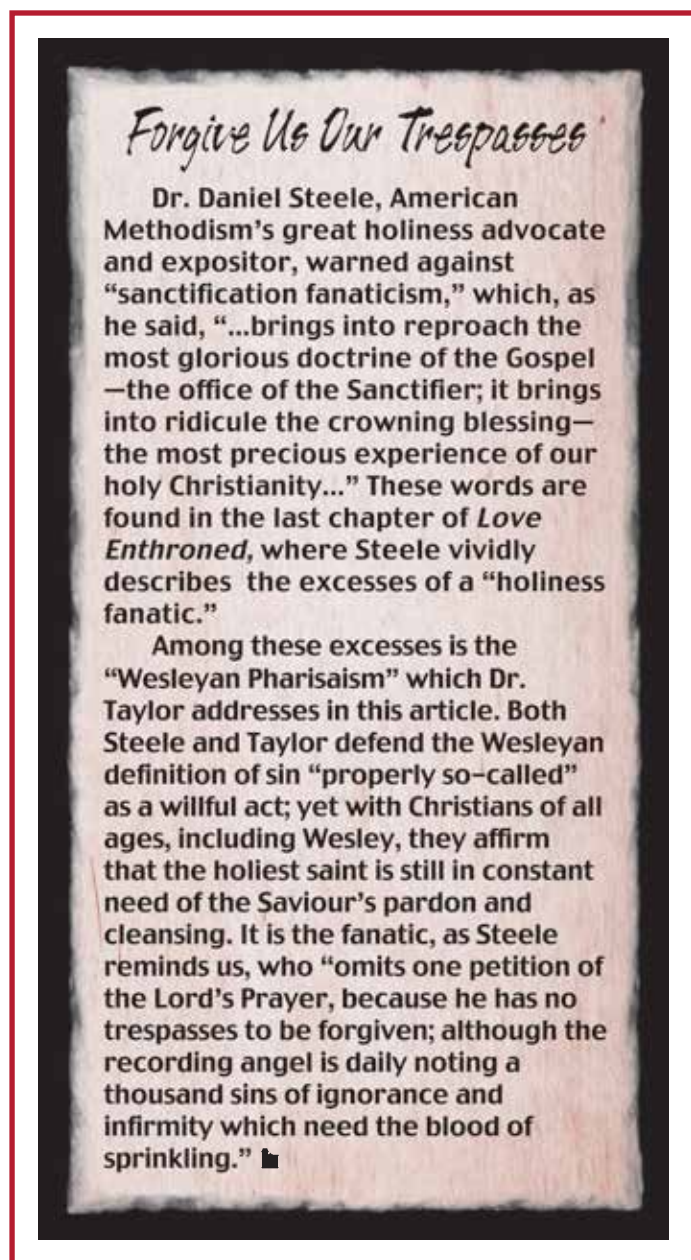 Forgive Us Our Trespasses
Dr. Daniel Steele, American
Methodism’s great holiness advocate
and expositor, warned against
“sanctification fanaticism,” which, as
he said, “...brings into reproach the
most glorious doctrine of the Gospel
—the office of the Sanctifier; it brings
into ridicule the crowning blessing—
the most precious experience of our
holy Christianity...” These words are
found in the last chapter of Love
Enthroned, where Steele vividly
describes  the excesses of a “holiness
fanatic.”
Among these excesses is the
“Wesleyan Pharisaism” which Dr.
Taylor addresses in this article. Both
Steele and Taylor defend the Wesleyan
definition of sin “properly so–called”
as a willful act; yet with Christians of all
ages, including Wesley, they affirm
that the holiest saint is still in constant
need of the Saviour’s pardon and
cleansing. It is the fanatic, as Steele
reminds us, who “omits one petition of
the Lord’s Prayer, because he has no
trespasses to be forgiven; although the
recording angel is daily noting a
thousand sins of ignorance and
infirmity which need the blood of
sprinkling.”